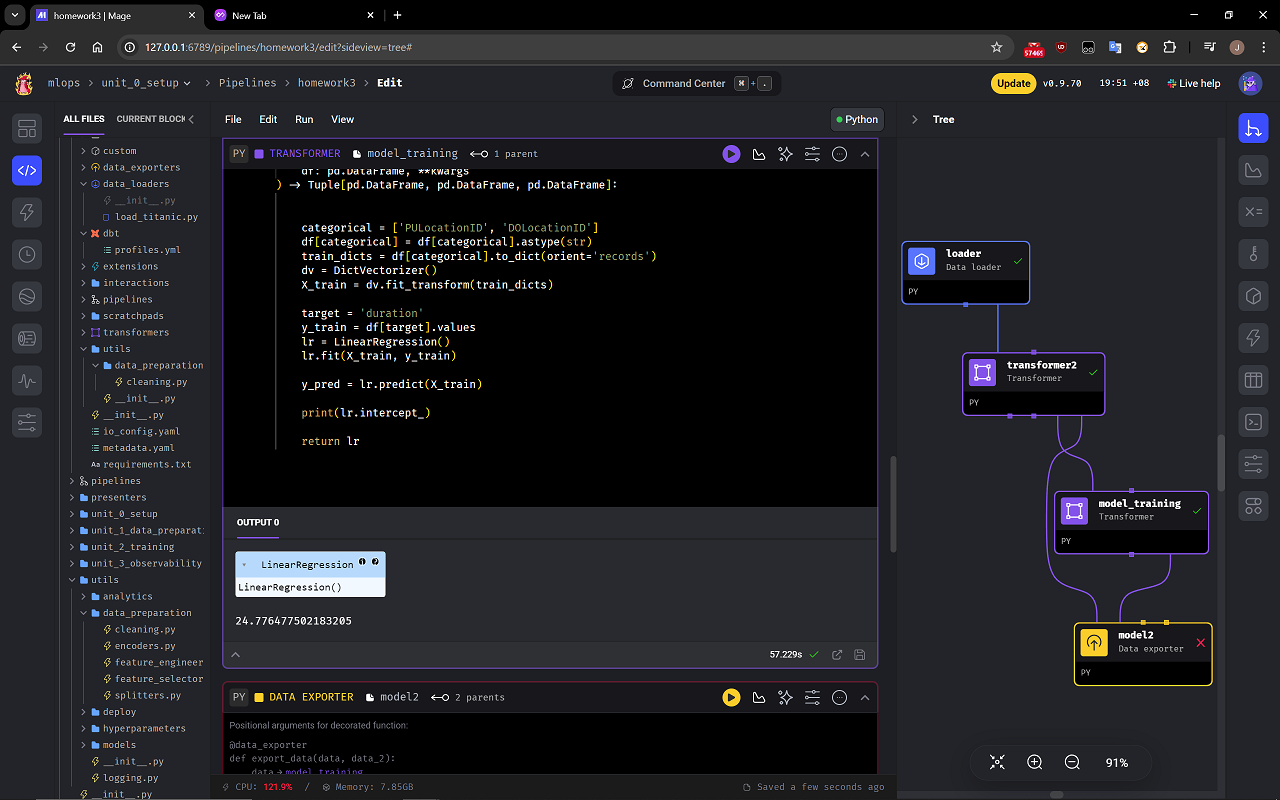 homework3 | Mage
New Tab
127.0.0.1:6789/pipelines/homework3/edit?sideview=tree#
57469
J
mlops > unit_0_setup > Pipelines > homework3 > Edit
Command Center ⌘ + .
Update v0.9.70 19:51 +08 Live help
ALL FILES CURRENT BLOCK
File Edit Run View
Python
Tree
custom
data_exporters
data_loaders
__init__.py
load_titanic.py
dbt
profiles.yml
extensions
interactions
pipelines
scratchpads
transformers
utils
data_preparation
cleaning.py
__init__.py
__init__.py
io_config.yaml
metadata.yaml
requirements.txt
pipelines
presenters
unit_0_setup
unit_1_data_preparat
unit_2_training
unit_3_observability
utils
analytics
data_preparation
cleaning.py
encoders.py
feature_engineer
feature_selector
splitters.py
deploy
hyperparameters
models
__init__.py
logging.py
__init__.py
PY TRANSFORMER model_training 1 parent
df: pd.DataFrame, **kwargs
) -> Tuple[pd.DataFrame, pd.DataFrame, pd.DataFrame]:
categorical = ['PULocationID', 'DOLocationID']
df[categorical] = df[categorical].astype(str)
train_dicts = df[categorical].to_dict(orient='records')
dv = DictVectorizer()
X_train = dv.fit_transform(train_dicts)
target = 'duration'
y_train = df[target].values
lr = LinearRegression()
lr.fit(X_train, y_train)
y_pred = lr.predict(X_train)
print(lr.intercept_)
return lr
OUTPUT 0
LinearRegression
LinearRegression()
24.776477502183205
57.229s
PY DATA EXPORTER model2 2 parents
Positional arguments for decorated function:
@data_exporter
def export_data(data, data_2):
data → model_training
CPU: 121.9% / Memory: 7.85GB
Saved a few seconds ago
loader
Data loader
PY
transformer2
Transformer
PY
model_training
Transformer
PY
model2
Data exporter
PY
91%